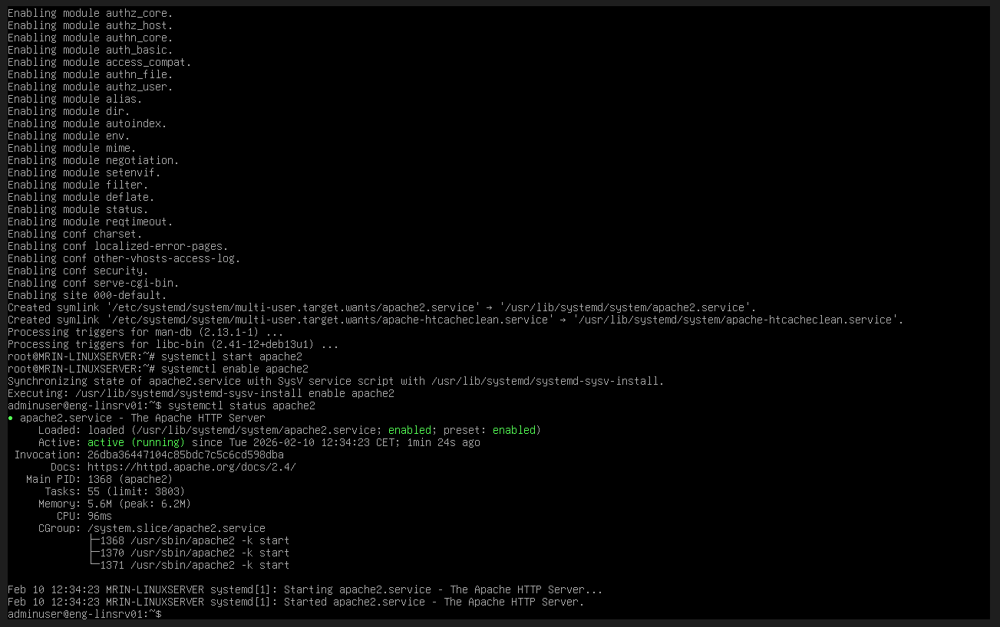 Enabling module authz_core.
Enabling module authz_host.
Enabling module authn_core.
Enabling module auth_basic.
Enabling module access_compat.
Enabling module authn_file.
Enabling module authz_user.
Enabling module alias.
Enabling module dir.
Enabling module autoindex.
Enabling module env.
Enabling module mime.
Enabling module negotiation.
Enabling module setenvif.
Enabling module filter.
Enabling module deflate.
Enabling module status.
Enabling module reqtimeout.
Enabling conf charset.
Enabling conf localized-error-pages.
Enabling conf other-vhosts-access-log.
Enabling conf security.
Enabling conf serve-cgi-bin.
Enabling site 000-default.
Created symlink '/etc/systemd/system/multi-user.target.wants/apache2.service' → '/usr/lib/systemd/system/apache2.service'.
Created symlink '/etc/systemd/system/multi-user.target.wants/apache-htcacheclean.service' → '/usr/lib/systemd/system/apache-htcacheclean.service'.
Processing triggers for man-db (2.13.1-1) ...
Processing triggers for libc-bin (2.41-12+deb13u1) ...
root@MRIN-LINUXSERVER:~# systemctl start apache2
root@MRIN-LINUXSERVER:~# systemctl enable apache2
Synchronizing state of apache2.service with SysV service script with /usr/lib/systemd/systemd-sysv-install.
Executing: /usr/lib/systemd/systemd-sysv-install enable apache2
adminuser@eng-linsrv01:~$ systemctl status apache2
● apache2.service - The Apache HTTP Server
     Loaded: loaded (/usr/lib/systemd/system/apache2.service; enabled; preset: enabled)
     Active: active (running) since Tue 2026-02-10 12:34:23 CET; 1min 24s ago
 Invocation: 26dba36447104c85bdc7c5c6cd598dba
       Docs: https://httpd.apache.org/docs/2.4/
   Main PID: 1368 (apache2)
      Tasks: 55 (limit: 3803)
     Memory: 5.6M (peak: 6.2M)
        CPU: 96ms
     CGroup: /system.slice/apache2.service
             ├─1368 /usr/sbin/apache2 -k start
             ├─1370 /usr/sbin/apache2 -k start
             └─1371 /usr/sbin/apache2 -k start

Feb 10 12:34:23 MRIN-LINUXSERVER systemd[1]: Starting apache2.service - The Apache HTTP Server...
Feb 10 12:34:23 MRIN-LINUXSERVER systemd[1]: Started apache2.service - The Apache HTTP Server.
adminuser@eng-linsrv01:~$